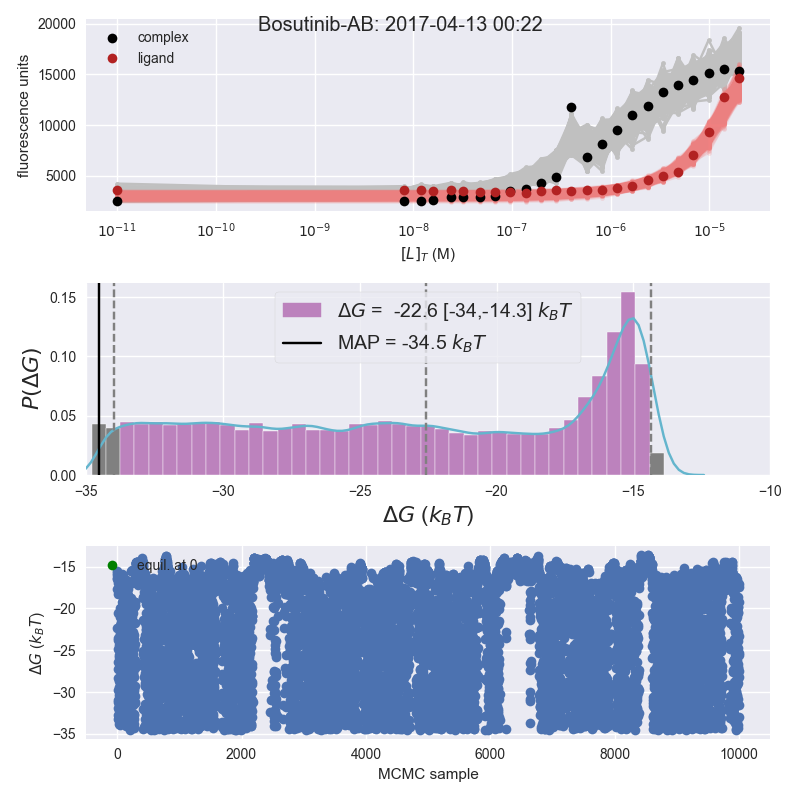 Bosutinib-AB: 2017-04-13 00:22
complex
ligand
fluorescence units
20000
15000
10000
5000
10⁻¹¹ 10⁻¹⁰ 10⁻⁹ 10⁻⁸ 10⁻⁷ 10⁻⁶ 10⁻⁵
[L]_T (M)
ΔG = -22.6 [-34,-14.3] k_BT
MAP = -34.5 k_BT
P(ΔG)
0.15
0.10
0.05
0.00
−35 −30 −25 −20 −15 −10
ΔG (k_BT)
equil. at 0
ΔG (k_BT)
−15
−20
−25
−30
−35
0 2000 4000 6000 8000 10000
MCMC sample